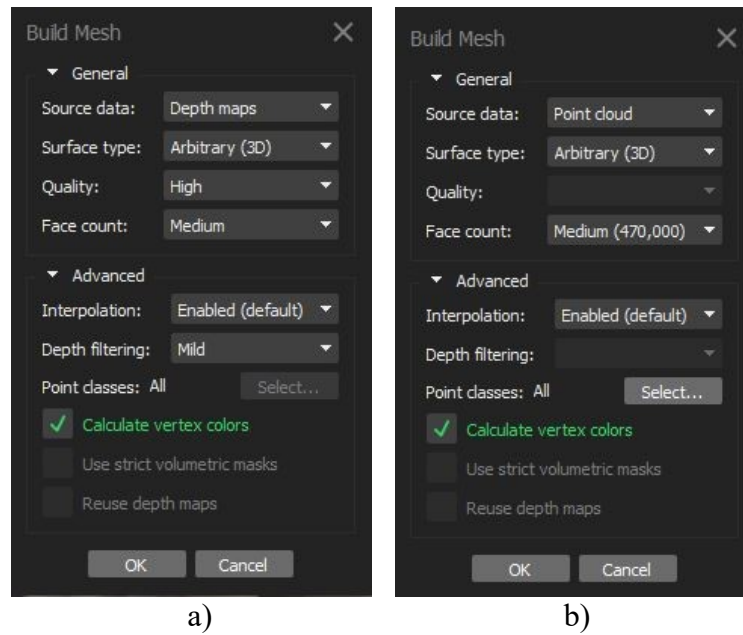 Build Mesh
General
Source data: Depth maps
Surface type: Arbitrary (3D)
Quality: High
Face count: Medium
Advanced
Interpolation: Enabled (default)
Depth filtering: Mild
Point classes: All Select...
Calculate vertex colors
Use strict volumetric masks
Reuse depth maps
OK Cancel
a)
Build Mesh
General
Source data: Point cloud
Surface type: Arbitrary (3D)
Quality:
Face count: Medium (470,000)
Advanced
Interpolation: Enabled (default)
Depth filtering:
Point classes: All Select...
Calculate vertex colors
Use strict volumetric masks
Reuse depth maps
OK Cancel
b)